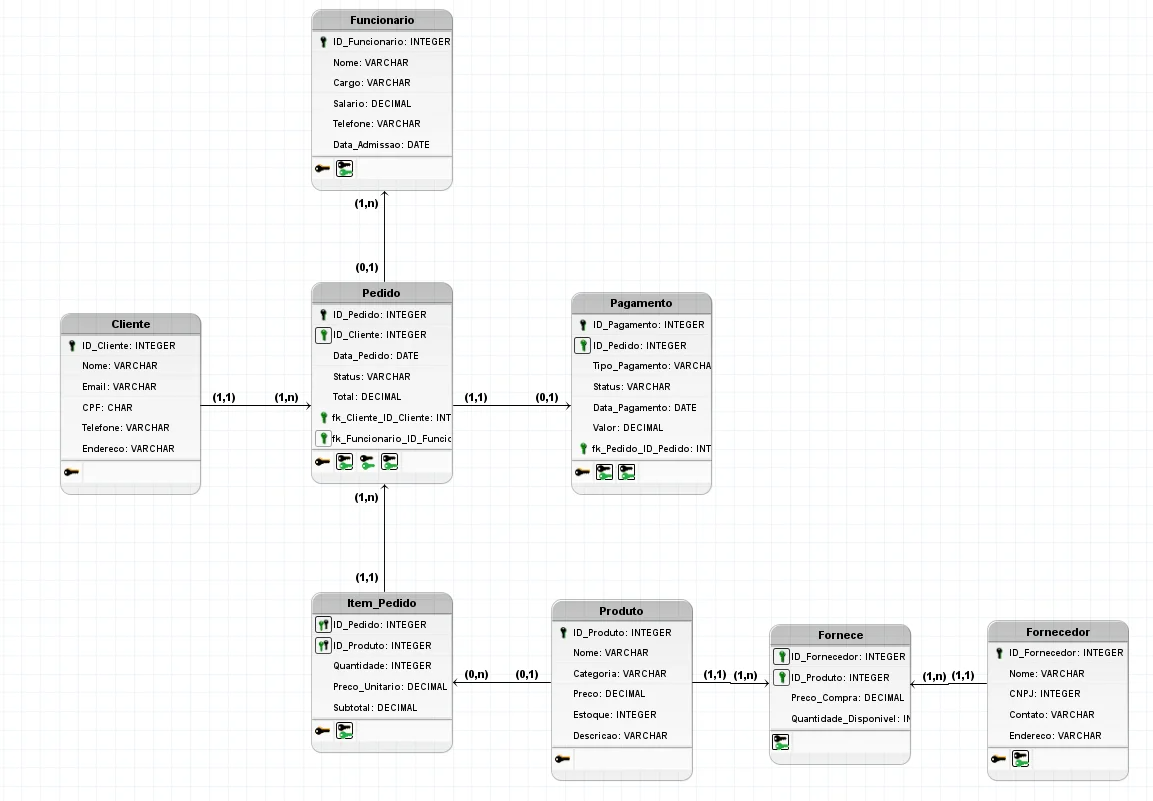 Funcionario
ID_Funcionario: INTEGER
Nome: VARCHAR
Cargo: VARCHAR
Salario: DECIMAL
Telefone: VARCHAR
Data_Admissao: DATE
(1,n)
(0,1)
Pedido
ID_Pedido: INTEGER
ID_Cliente: INTEGER
Data_Pedido: DATE
Status: VARCHAR
Total: DECIMAL
fk_Cliente_ID_Cliente: INT
fk_Funcionario_ID_Funcic
Cliente
ID_Cliente: INTEGER
Nome: VARCHAR
Email: VARCHAR
CPF: CHAR
Telefone: VARCHAR
Endereco: VARCHAR
(1,1)
(1,n)
(1,1)
(0,1)
Pagamento
ID_Pagamento: INTEGER
ID_Pedido: INTEGER
Tipo_Pagamento: VARCHA
Status: VARCHAR
Data_Pagamento: DATE
Valor: DECIMAL
fk_Pedido_ID_Pedido: INT
(1,n)
(1,1)
Item_Pedido
ID_Pedido: INTEGER
ID_Produto: INTEGER
Quantidade: INTEGER
Preco_Unitario: DECIMAL
Subtotal: DECIMAL
(0,n)
(0,1)
Produto
ID_Produto: INTEGER
Nome: VARCHAR
Categoria: VARCHAR
Preco: DECIMAL
Estoque: INTEGER
Descricao: VARCHAR
(1,1)
(1,n)
Fornece
ID_Fornecedor: INTEGER
ID_Produto: INTEGER
Preco_Compra: DECIMAL
Quantidade_Disponivel: IN
(1,n)
(1,1)
Fornecedor
ID_Fornecedor: INTEGER
Nome: VARCHAR
CNPJ: INTEGER
Contato: VARCHAR
Endereco: VARCHAR